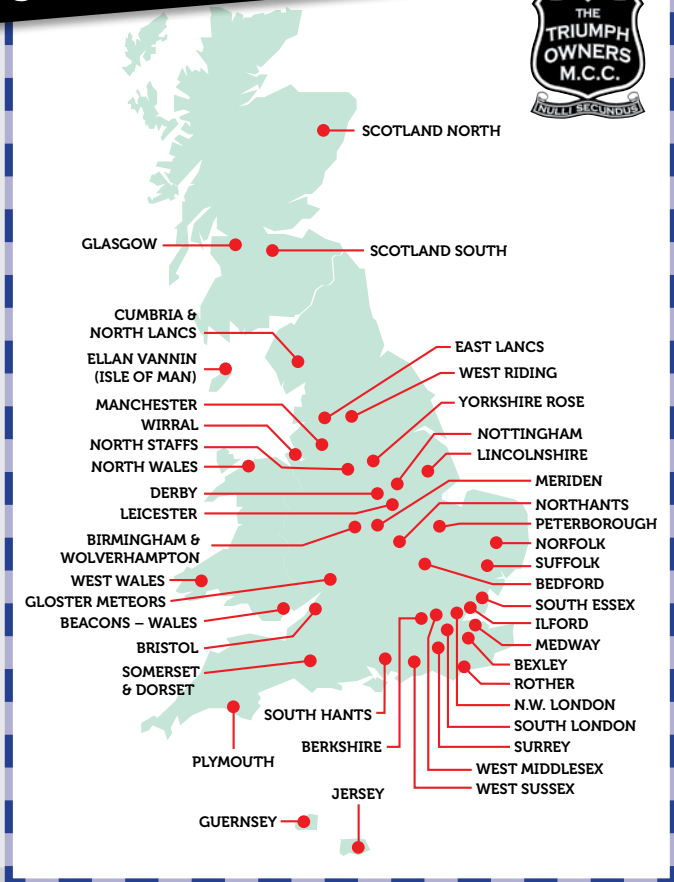 THE
TRIUMPH
OWNERS
M.C.C.
NULLI SECUNDUS
SCOTLAND NORTH
GLASGOW
SCOTLAND SOUTH
CUMBRIA &
NORTH LANCS
ELLAN VANNIN
(ISLE OF MAN)
MANCHESTER
WIRRAL
NORTH STAFFS
NORTH WALES
DERBY
LEICESTER
BIRMINGHAM &
WOLVERHAMPTON
WEST WALES
GLOSTER METEORS
BEACONS – WALES
BRISTOL
SOMERSET
& DORSET
PLYMOUTH
EAST LANCS
WEST RIDING
YORKSHIRE ROSE
NOTTINGHAM
LINCOLNSHIRE
MERIDEN
NORTHANTS
PETERBOROUGH
NORFOLK
SUFFOLK
BEDFORD
SOUTH ESSEX
ILFORD
MEDWAY
BEXLEY
ROTHER
N.W. LONDON
SOUTH LONDON
SURREY
WEST MIDDLESEX
WEST SUSSEX
SOUTH HANTS
BERKSHIRE
JERSEY
GUERNSEY